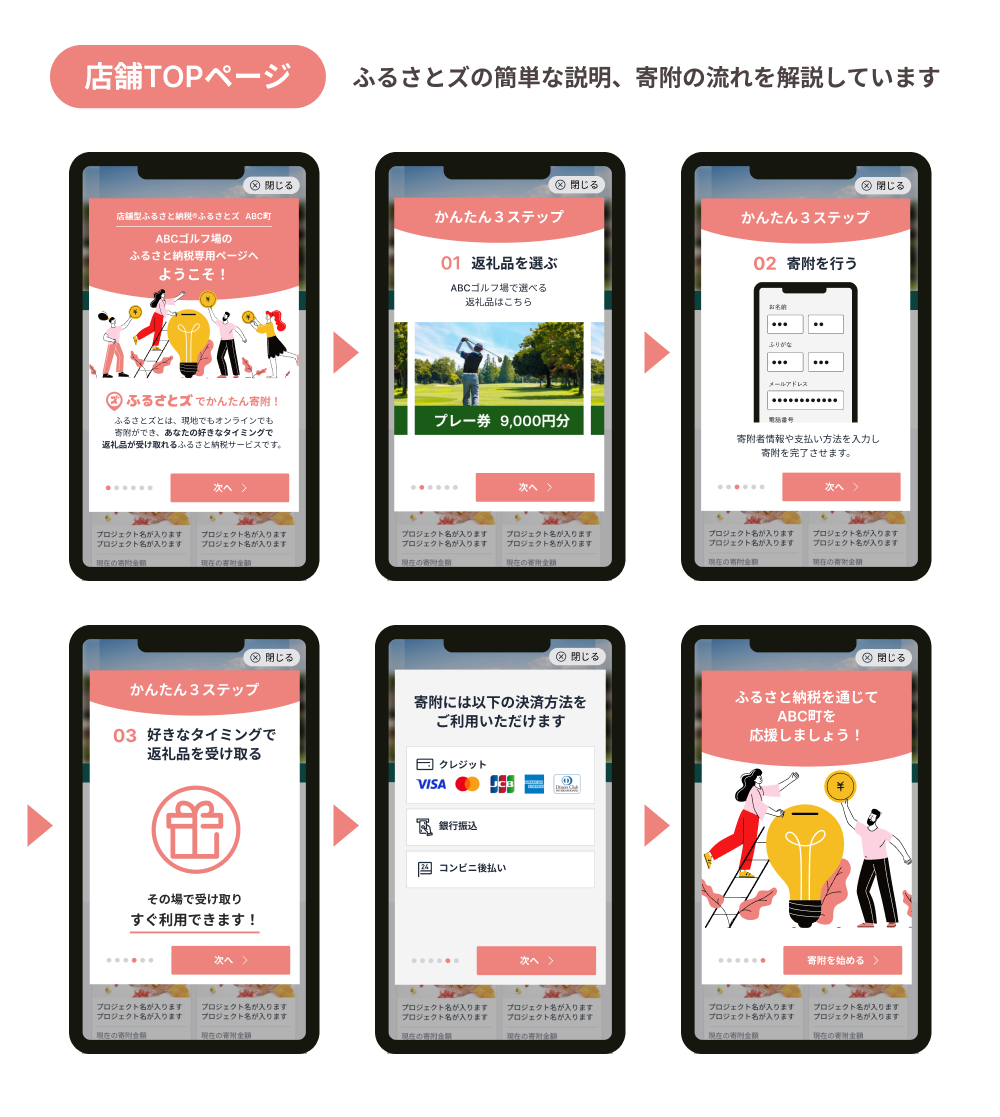 店舗TOPページ
ふるさとズの簡単な説明、寄附の流れを解説しています
閉じる
店舗型ふるさと納税®ふるさとズ ABC町
ABCゴルフ場の
ふるさと納税専用ページへ
ようこそ！
ふるさとズでかんたん寄附！
ふるさとズとは、現地でもオンラインでも
寄附ができ、あなたの好きなタイミングで
返礼品が受け取れるふるさと納税サービスです。
次へ
プロジェクト名が入ります プロジェクト名が入ります
プロジェクト名が入ります プロジェクト名が入ります
現在の寄附金額 現在の寄附金額
閉じる
かんたん３ステップ
01 返礼品を選ぶ
ABCゴルフ場で選べる
返礼品はこちら
プレー券 9,000円分
次へ
プロジェクト名が入ります プロジェクト名が入ります
プロジェクト名が入ります プロジェクト名が入ります
現在の寄附金額 現在の寄附金額
閉じる
かんたん３ステップ
02 寄附を行う
お名前
ふりがな
メールアドレス
電話番号
寄附者情報や支払い方法を入力し
寄附を完了させます。
次へ
プロジェクト名が入ります プロジェクト名が入ります
プロジェクト名が入ります プロジェクト名が入ります
現在の寄附金額 現在の寄附金額
閉じる
かんたん３ステップ
03 好きなタイミングで
返礼品を受け取る
その場で受け取り
すぐ利用できます！
次へ
プロジェクト名が入ります プロジェクト名が入ります
プロジェクト名が入ります プロジェクト名が入ります
現在の寄附金額 現在の寄附金額
閉じる
寄附には以下の決済方法を
ご利用いただけます
クレジット
VISA JCB AMERICAN EXPRESS Diners Club
銀行振込
24 コンビニ後払い
次へ
プロジェクト名が入ります プロジェクト名が入ります
プロジェクト名が入ります プロジェクト名が入ります
現在の寄附金額 現在の寄附金額
閉じる
ふるさと納税を通じて
ABC町を
応援しましょう！
¥
寄附を始める
プロジェクト名が入ります プロジェクト名が入ります
プロジェクト名が入ります プロジェクト名が入ります
現在の寄附金額 現在の寄附金額